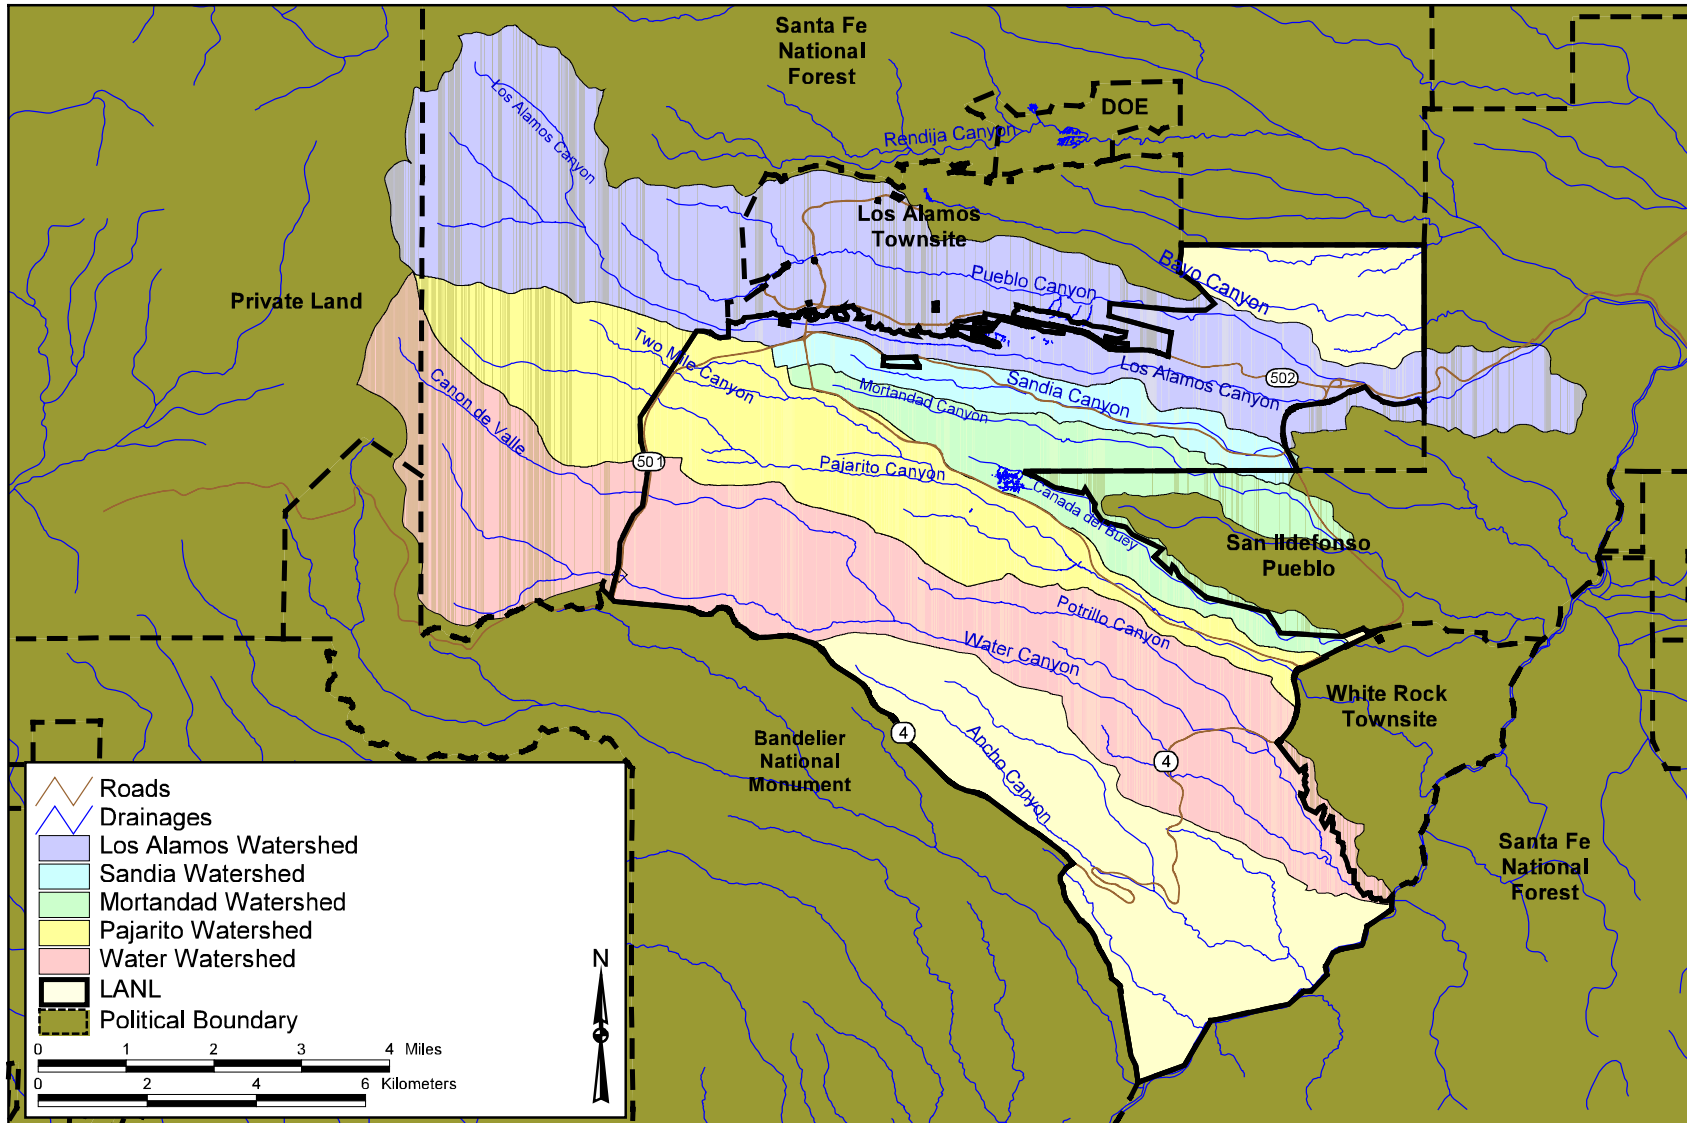 Santa Fe
National
Forest
DOE
Rendija Canyon
Los Alamos Canyon
Los Alamos
Townsite
Pueblo Canyon
Bayo Canyon
Private Land
Two Mile Canyon
Canon de Valle
Mortandad Canyon
Sandia Canyon
Los Alamos Canyon
502
501
Pajarito Canyon
Canada del Buey
San Ildefonso
Pueblo
Potrillo Canyon
Water Canyon
White Rock
Townsite
Bandelier
National
Monument
4
Ancho Canyon
4
Santa Fe
National
Forest
Roads
Drainages
Los Alamos Watershed
Sandia Watershed
Mortandad Watershed
Pajarito Watershed
Water Watershed
LANL
Political Boundary
N
0 1 2 3 4 Miles
0 2 4 6 Kilometers